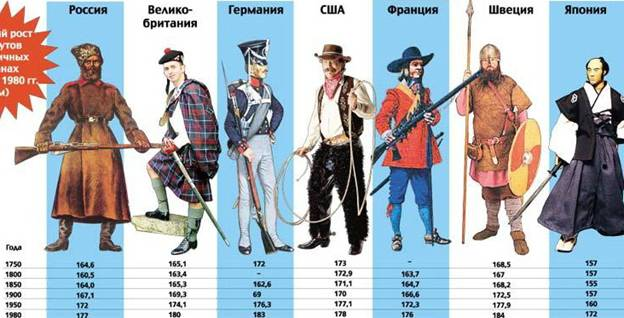 Россия Велико-британия Германия США Франция Швеция Япония
й рост
утов
ичных
нах
1980 гг.
м)
Года
1750 164,6 165,1 172 173 – 168,5 157
1800 160,5 163,4 – 172,9 163,7 167 157
1850 164,0 165,3 162,6 171,1 164,7 168,2 155
1900 167,1 169,3 69 170 166,6 172,5 157
1950 172 174,1 176,3 177,1 172,3 177,9 160
1980 177 180 183 178 176 184 172